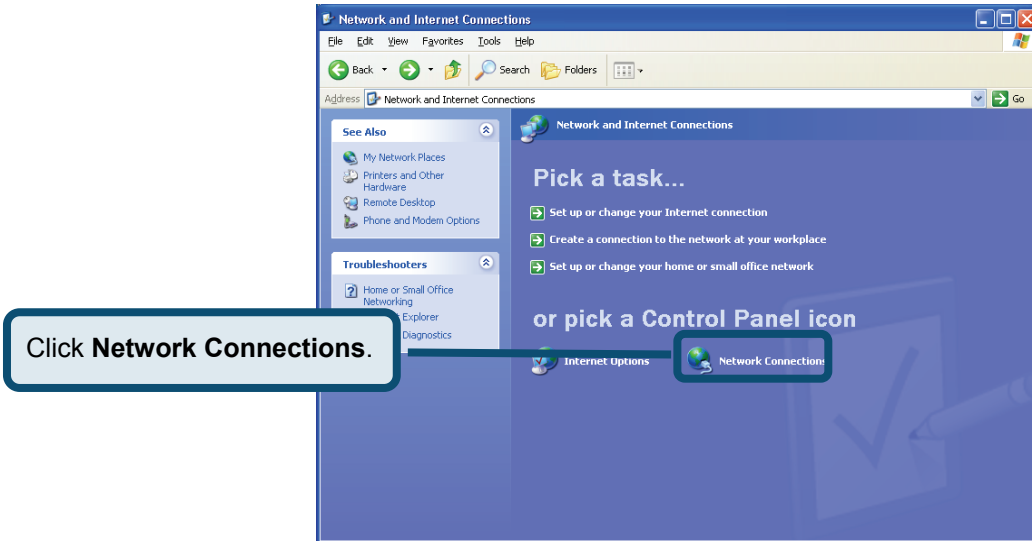 Network and Internet Connections
File Edit View Favorites Tools Help
Back Search Folders
Address Network and Internet Connections Go
See Also
My Network Places
Printers and Other
Hardware
Remote Desktop
Phone and Modem Options
Troubleshooters
Home or Small Office
Networking
Explorer
Diagnostics
Network and Internet Connections
Pick a task...
Set up or change your Internet connection
Create a connection to the network at your workplace
Set up or change your home or small office network
or pick a Control Panel icon
Internet Options Network Connections
Click Network Connections.